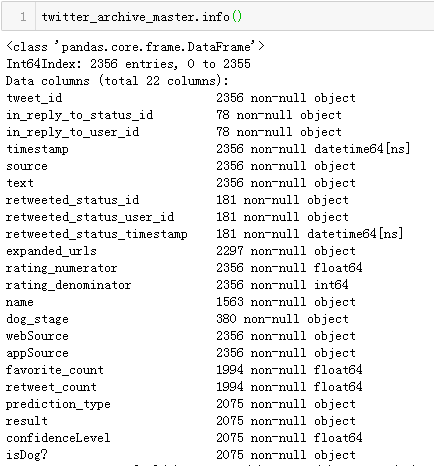 1 twitter_archive_master.info()
<class 'pandas.core.frame.DataFrame'>
Int64Index: 2356 entries, 0 to 2355
Data columns (total 22 columns):
tweet_id 2356 non-null object
in_reply_to_status_id 78 non-null object
in_reply_to_user_id 78 non-null object
timestamp 2356 non-null datetime64[ns]
source 2356 non-null object
text 2356 non-null object
retweeted_status_id 181 non-null object
retweeted_status_user_id 181 non-null object
retweeted_status_timestamp 181 non-null datetime64[ns]
expanded_urls 2297 non-null object
rating_numerator 2356 non-null float64
rating_denominator 2356 non-null int64
name 1563 non-null object
dog_stage 380 non-null object
webSource 2356 non-null object
appSource 2356 non-null object
favorite_count 1994 non-null float64
retweet_count 1994 non-null float64
prediction_type 2075 non-null object
result 2075 non-null object
confidenceLevel 2075 non-null float64
isDog? 2075 non-null object